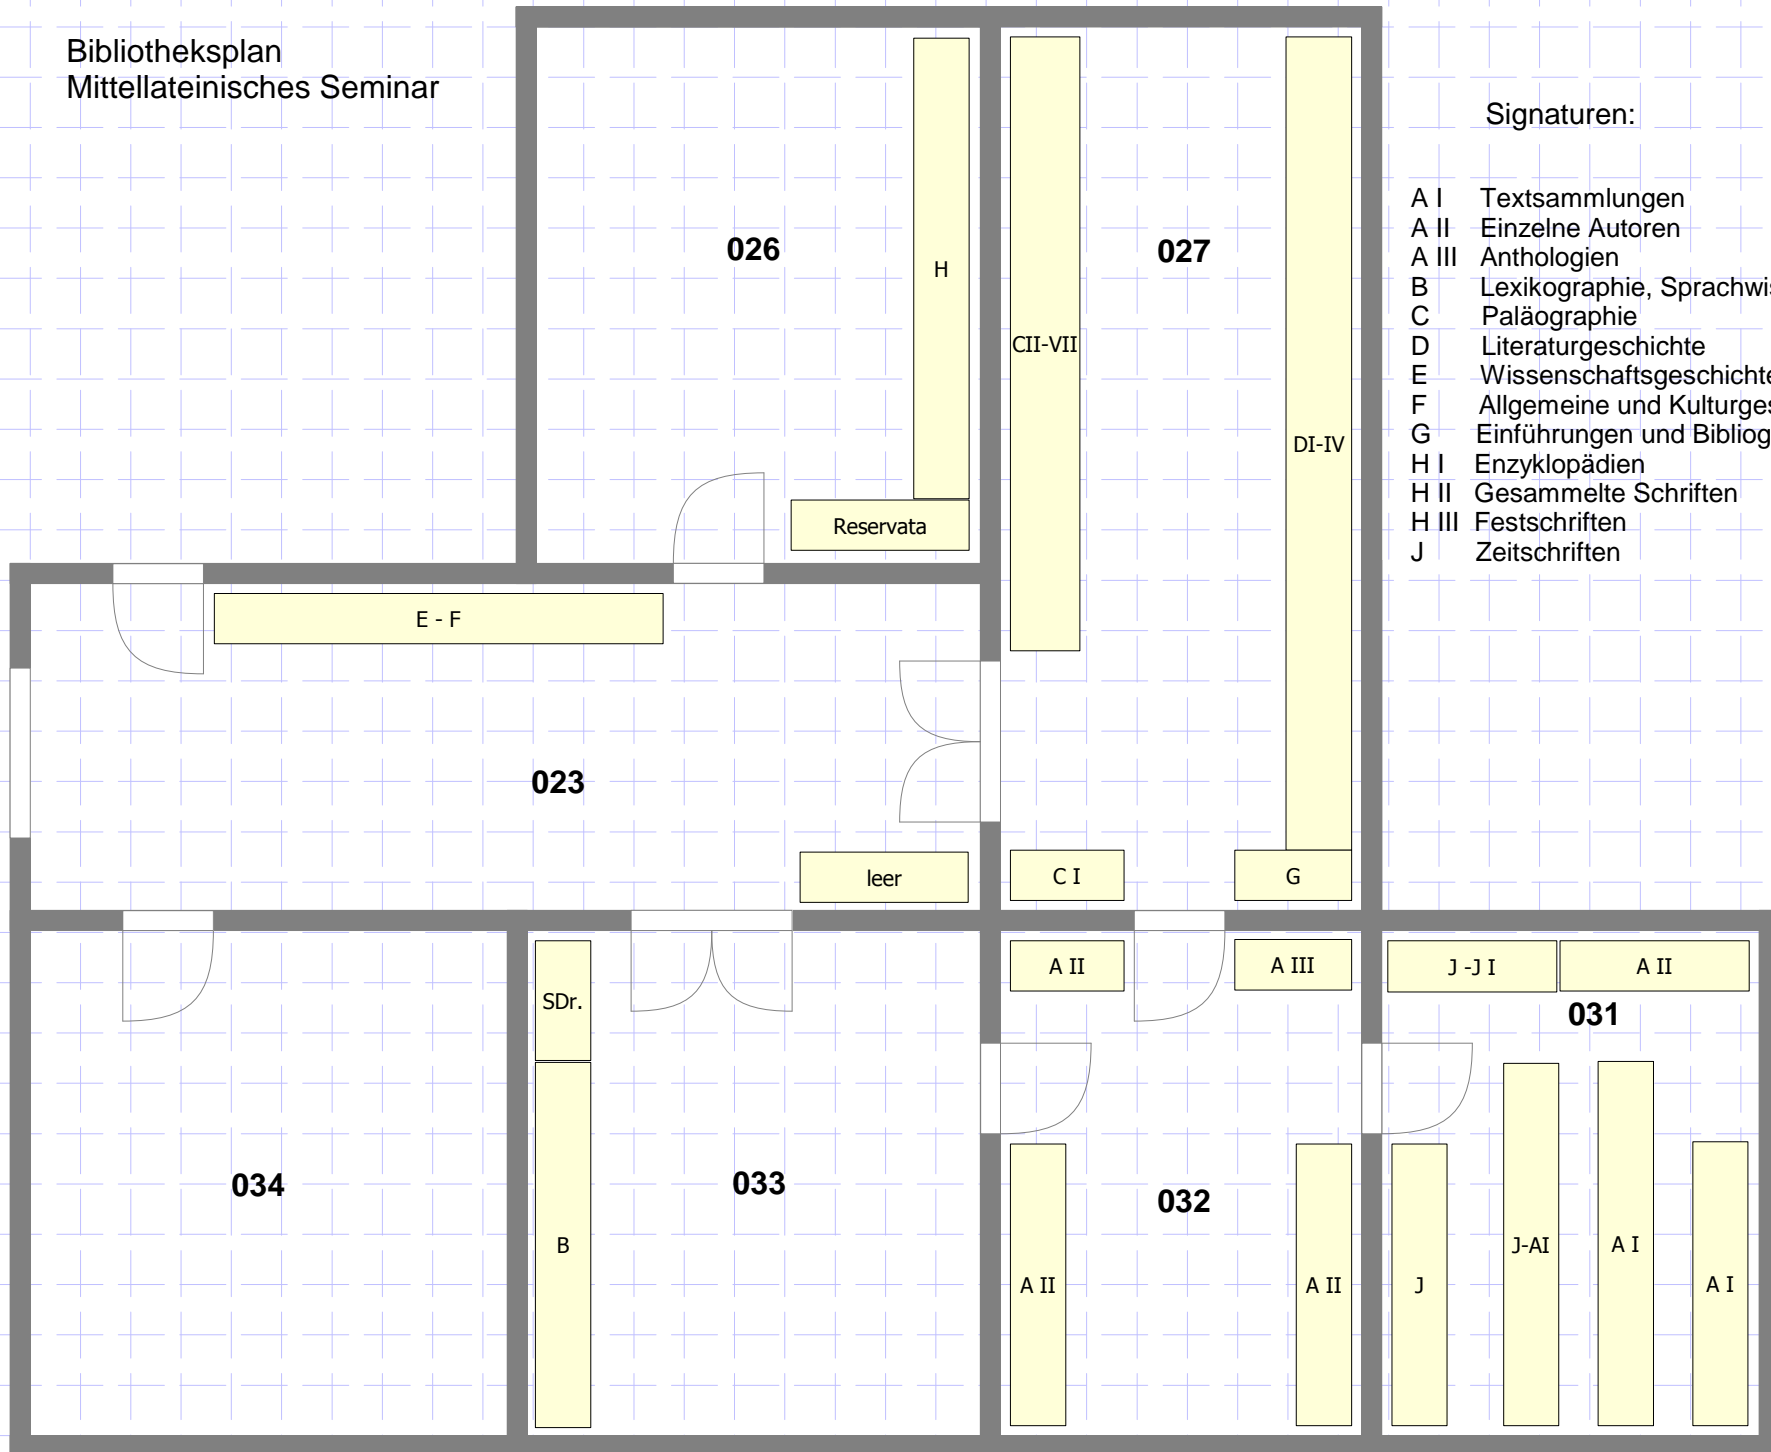 Bibliotheksplan
Mittellateinisches Seminar
Signaturen:
A I Textsammlungen
A II Einzelne Autoren
A III Anthologien
B Lexikographie, Sprachwis
C Paläographie
D Literaturgeschichte
E Wissenschaftsgeschichte
F Allgemeine und Kulturges
G Einführungen und Bibliog
H I Enzyklopädien
H II Gesammelte Schriften
H III Festschriften
J Zeitschriften
026
H
Reservata
027
CII-VII
DI-IV
C I
G
E - F
023
leer
034
SDr.
B
033
A II
A III
032
A II
A II
J -J I
A II
031
J
J-AI
A I
A I